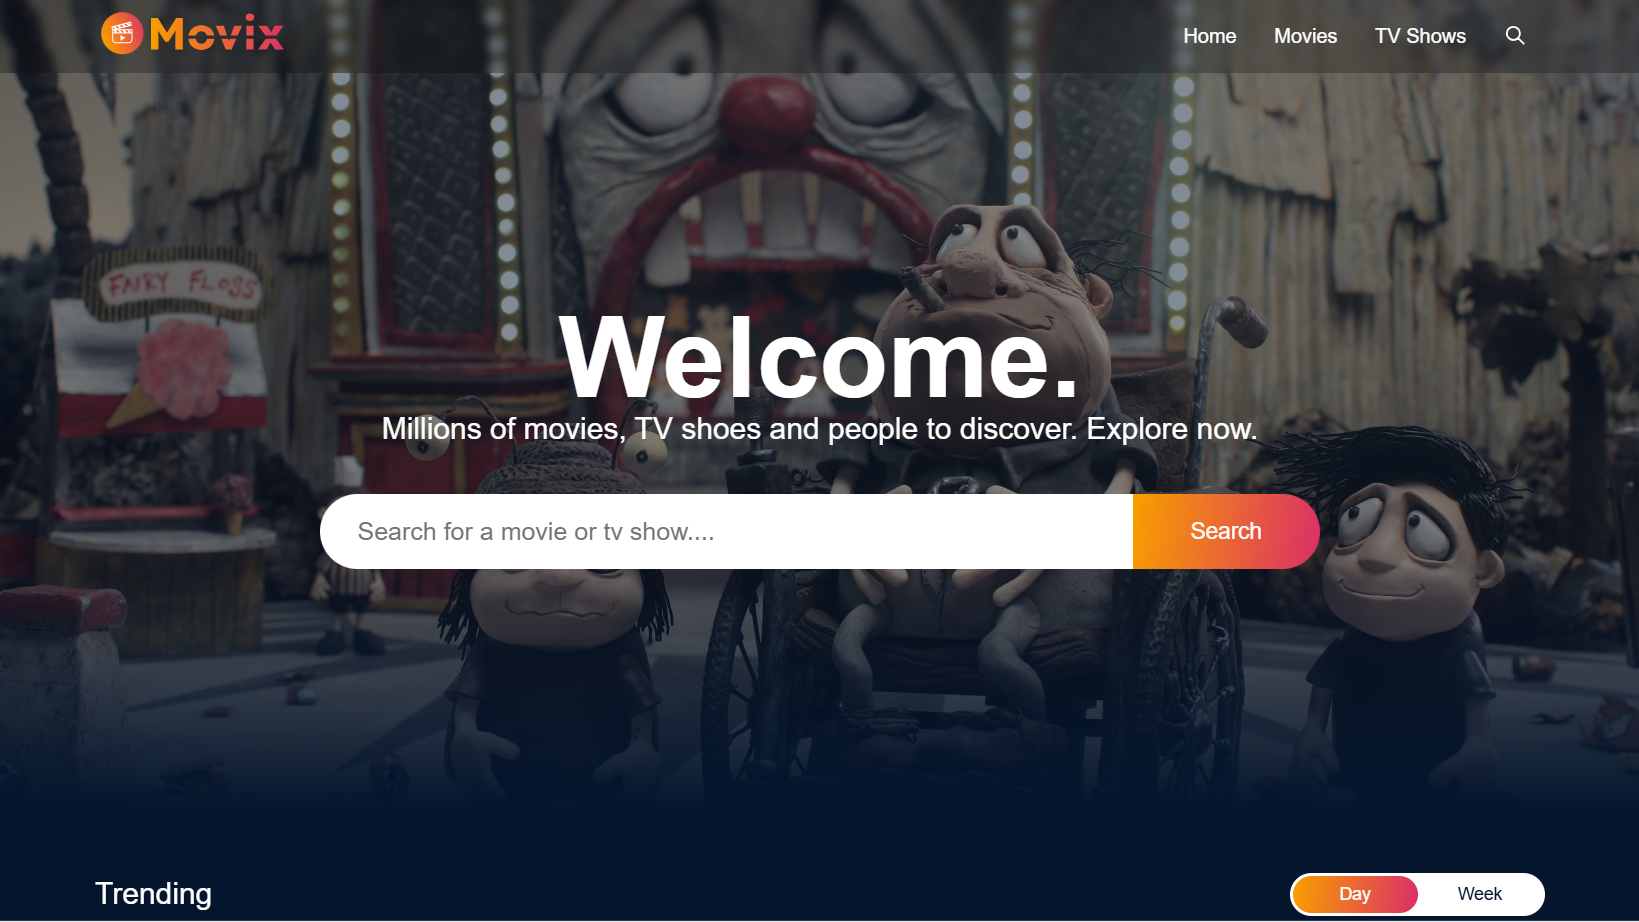 Movix
Home Movies TV Shows
FAIRY FLOSS
Welcome.
Millions of movies, TV shoes and people to discover. Explore now.
Search for a movie or tv show....
Search
Trending
Day Week